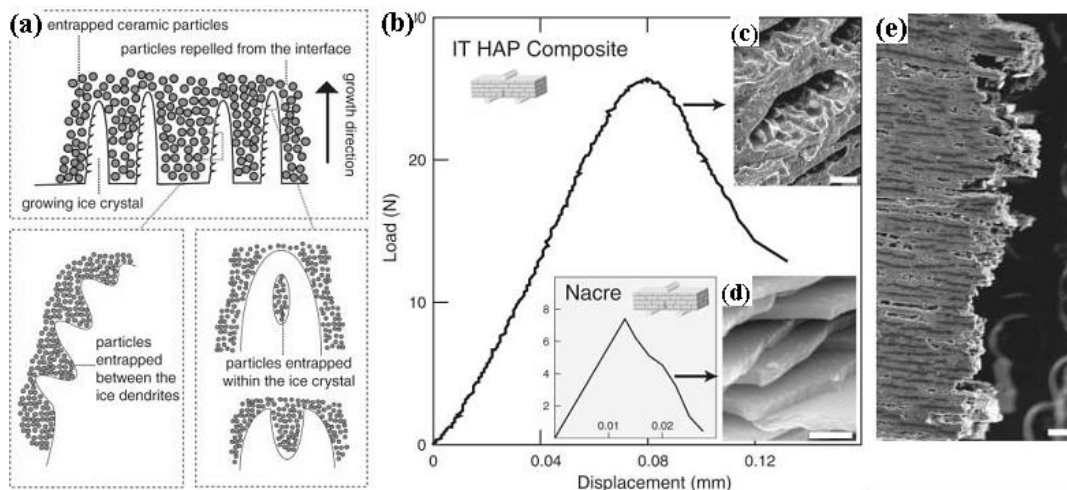 (a)
entrapped ceramic particles
particles repelled from the interface
growth direction
growing ice crystal
particles
entrapped
between the
ice dendrites
particles entrapped
within the ice crystal
(b)
IT HAP Composite
Load (N)
30
20
10
0
0
0.04
0.08
0.12
Displacement (mm)
Nacre
8
6
4
2
0.01
0.02
(c)
(d)
(e)